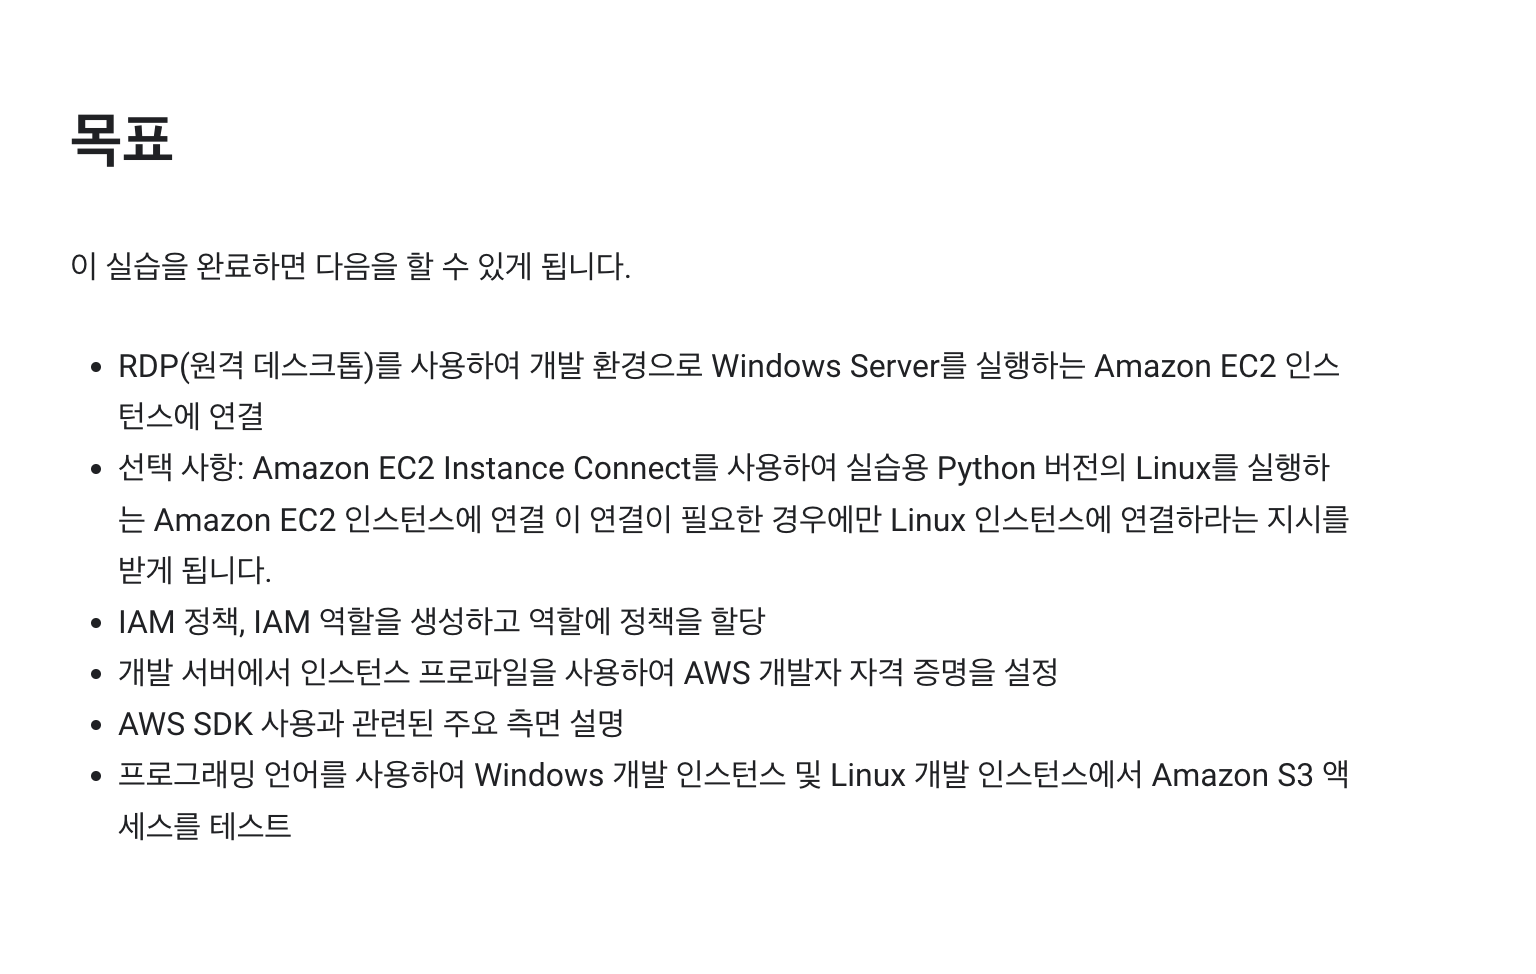 목표
이 실습을 완료하면 다음을 할 수 있게 됩니다.
• RDP(원격 데스크톱)를 사용하여 개발 환경으로 Windows Server를 실행하는 Amazon EC2 인스
턴스에 연결
• 선택 사항: Amazon EC2 Instance Connect를 사용하여 실습용 Python 버전의 Linux를 실행하
는 Amazon EC2 인스턴스에 연결 이 연결이 필요한 경우에만 Linux 인스턴스에 연결하라는 지시를
받게 됩니다.
• IAM 정책, IAM 역할을 생성하고 역할에 정책을 할당
• 개발 서버에서 인스턴스 프로파일을 사용하여 AWS 개발자 자격 증명을 설정
• AWS SDK 사용과 관련된 주요 측면 설명
• 프로그래밍 언어를 사용하여 Windows 개발 인스턴스 및 Linux 개발 인스턴스에서 Amazon S3 액
세스를 테스트